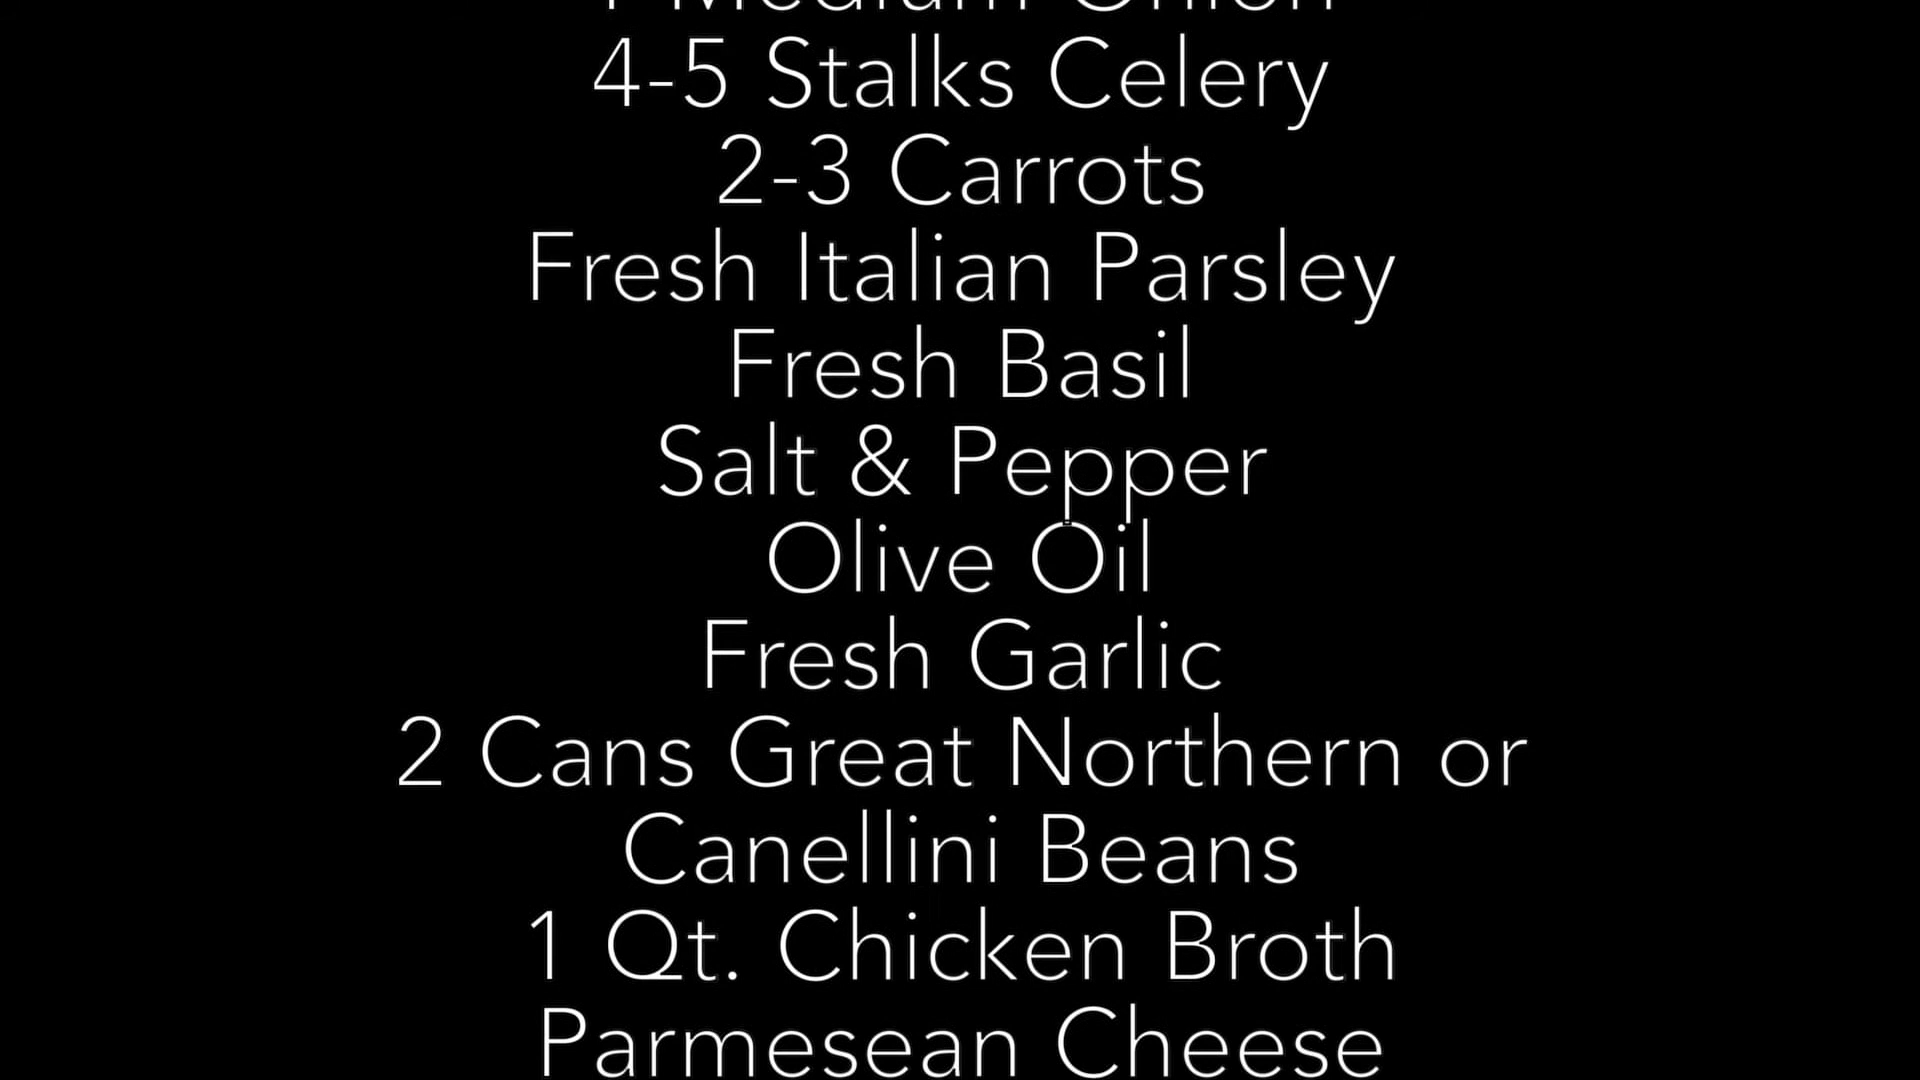 1 Medium Onion
4-5 Stalks Celery
2-3 Carrots
Fresh Italian Parsley
Fresh Basil
Salt & Pepper
Olive Oil
Fresh Garlic
2 Cans Great Northern or
Canellini Beans
1 Qt. Chicken Broth
Parmesean Cheese